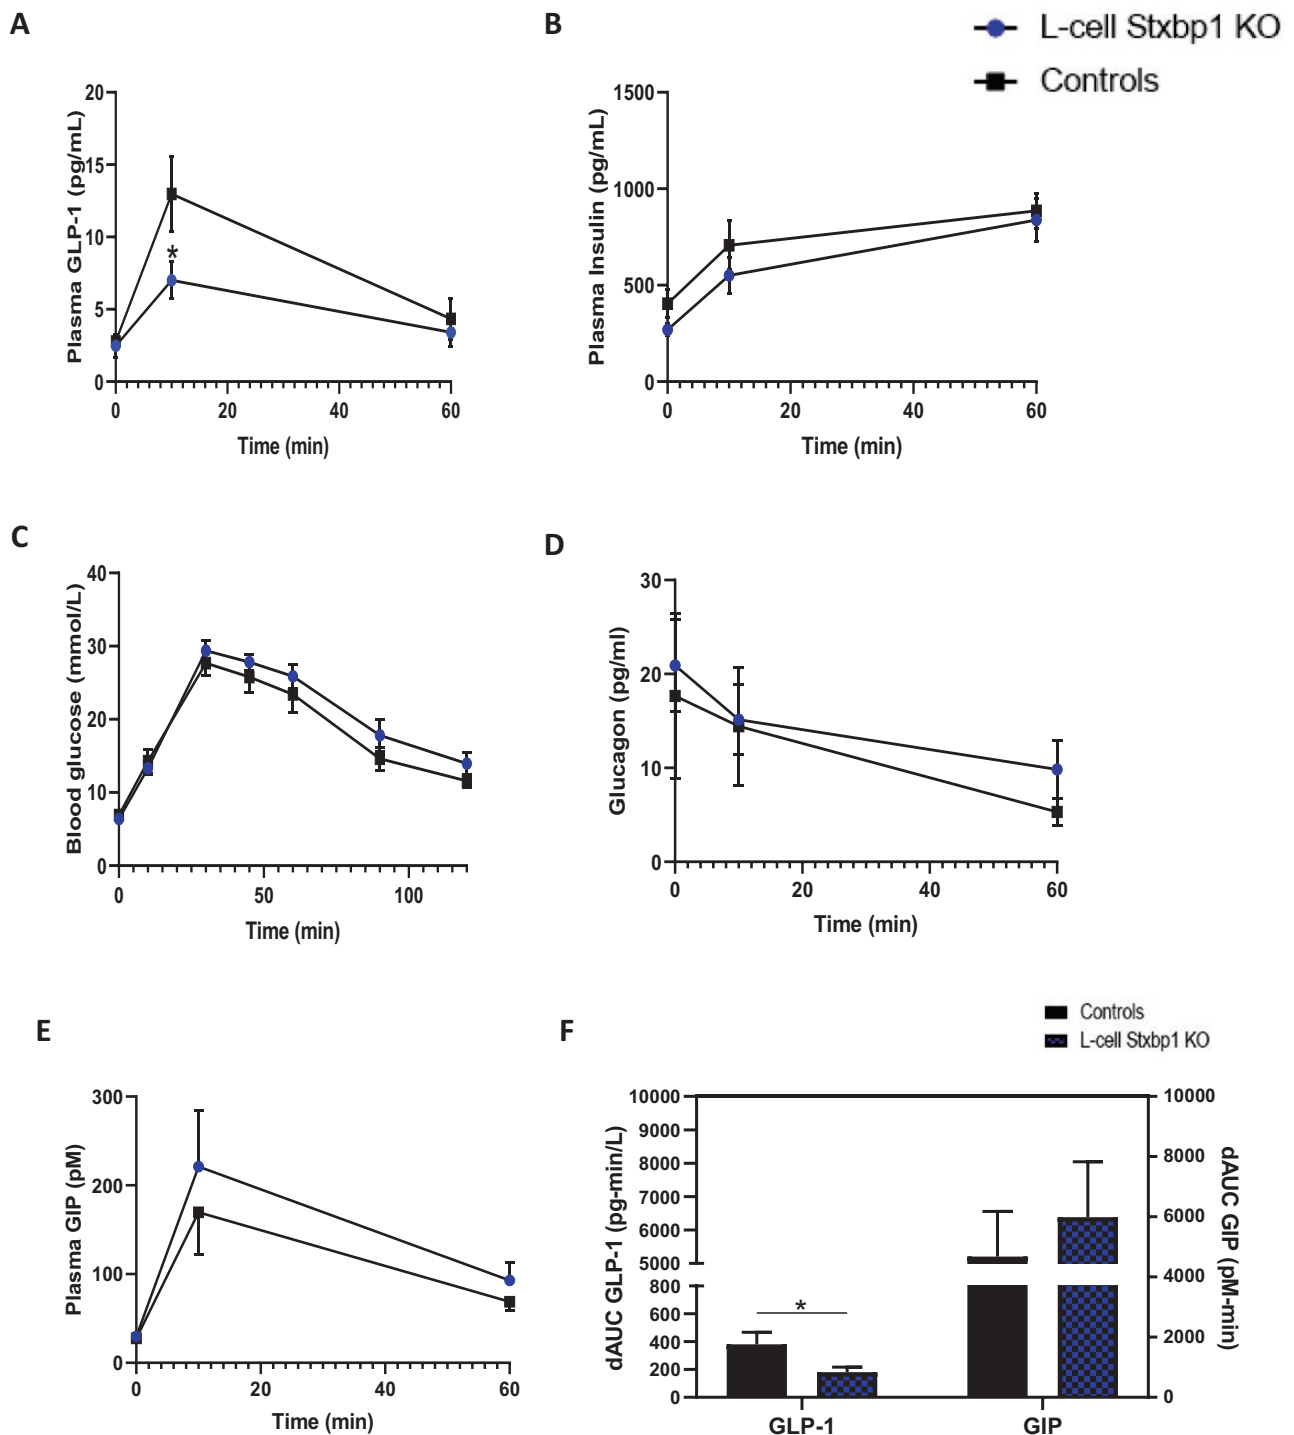 A
B
L-cell Stxbp1 KO
Controls
Plasma GLP-1 (pg/mL)
20
15
10
5
0
*
0 20 40 60
Time (min)
Plasma Insulin (pg/mL)
1500
1000
500
0
0 20 40 60
Time (min)
C
D
Blood glucose (mmol/L)
40
30
20
10
0
0 50 100
Time (min)
Glucagon (pg/ml)
30
20
10
0
0 20 40 60
Time (min)
E
F
Controls
L-cell Stxbp1 KO
Plasma GIP (pM)
300
200
100
0
0 20 40 60
Time (min)
dAUC GLP-1 (pg-min/L)
10000
9000
8000
7000
6000
5000
800
600
400
200
0
*
GLP-1 GIP
10000
8000
6000
4000
2000
0
dAUC GIP (pM-min)